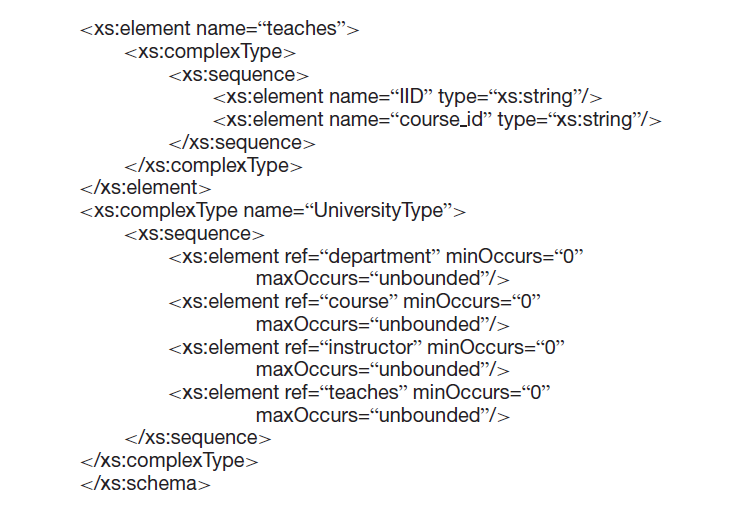 <xs:element name=“teaches”>
<xs:complexType>
<xs:sequence>
<xs:element name=“IID” type=“xs:string”/>
<xs:element name=“course_id” type=“xs:string”/>
</xs:sequence>
</xs:complexType>
</xs:element>
<xs:complexType name=“UniversityType”>
<xs:sequence>
<xs:element ref=“department” minOccurs=“0”
maxOccurs=“unbounded”/>
<xs:element ref=“course” minOccurs=“0”
maxOccurs=“unbounded”/>
<xs:element ref=“instructor” minOccurs=“0”
maxOccurs=“unbounded”/>
<xs:element ref=“teaches” minOccurs=“0”
maxOccurs=“unbounded”/>
</xs:sequence>
</xs:complexType>
</xs:schema>